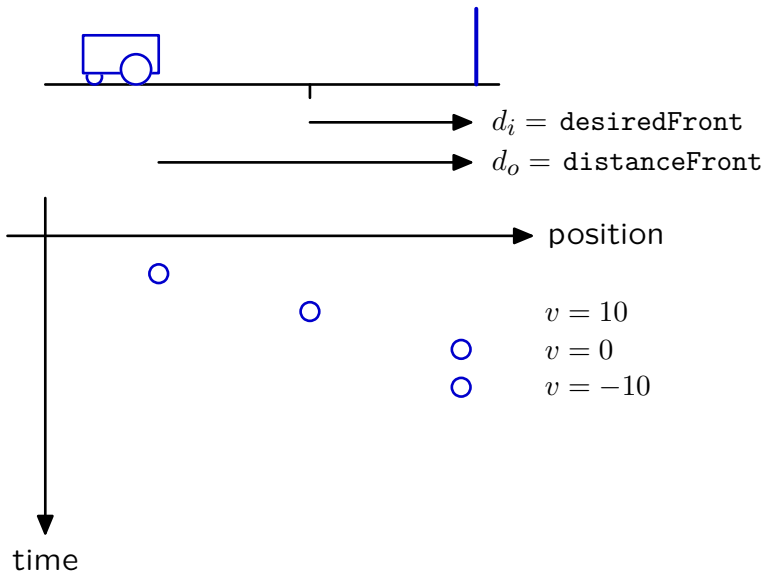 d_i = desiredFront
d_o = distanceFront
position
v = 10
v = 0
v = −10
time